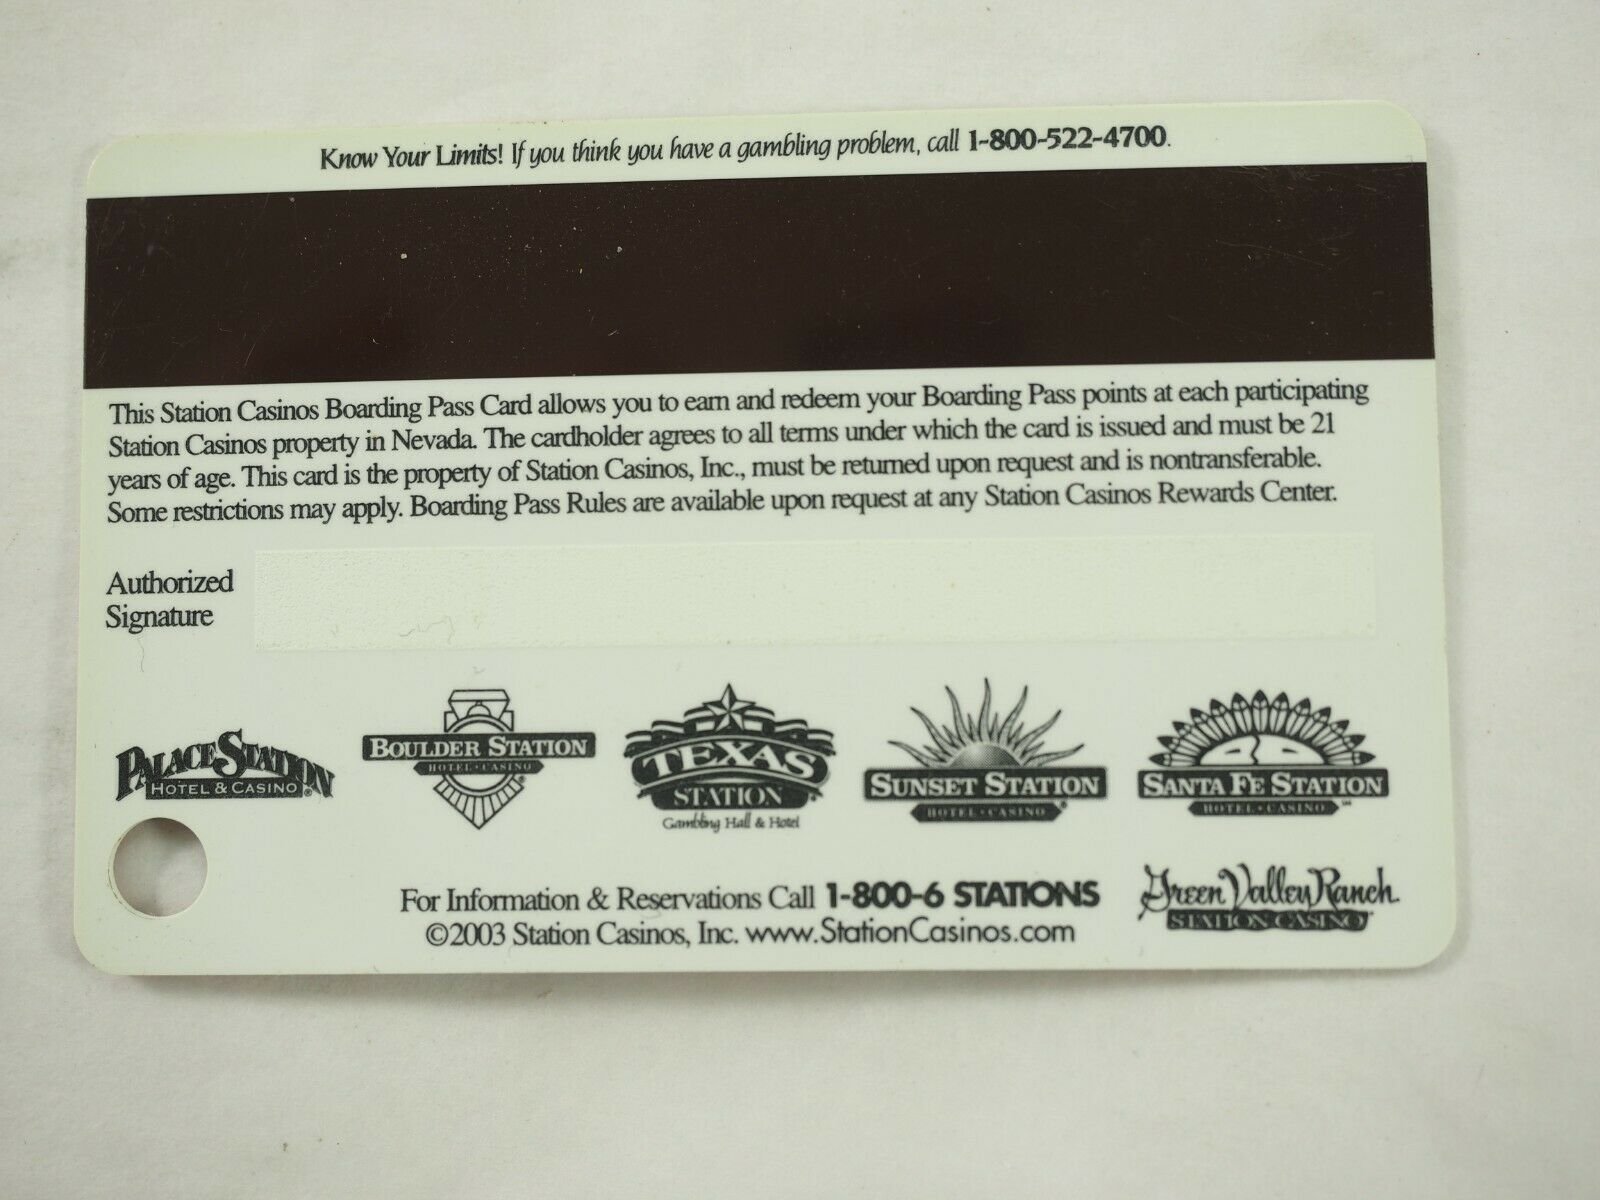 Know Your Limits! If you think you have a gambling problem, call 1-800-522-4700.
This Station Casinos Boarding Pass Card allows you to earn and redeem your Boarding Pass points at each participating
Station Casinos property in Nevada. The cardholder agrees to all terms under which the card is issued and must be 21
years of age. This card is the property of Station Casinos, Inc., must be returned upon request and is nontransferable.
Some restrictions may apply. Boarding Pass Rules are available upon request at any Station Casinos Rewards Center.
Authorized
Signature
PALACE STATION
HOTEL & CASINO®
BOULDER STATION
HOTEL • CASINO®
TEXAS
STATION
Gambling Hall & Hotel
SUNSET STATION
HOTEL • CASINO®
SANTA FE STATION
HOTEL • CASINO℠
Green Valley Ranch
STATION CASINO
For Information & Reservations Call 1-800-6 STATIONS
©2003 Station Casinos, Inc. www.StationCasinos.com